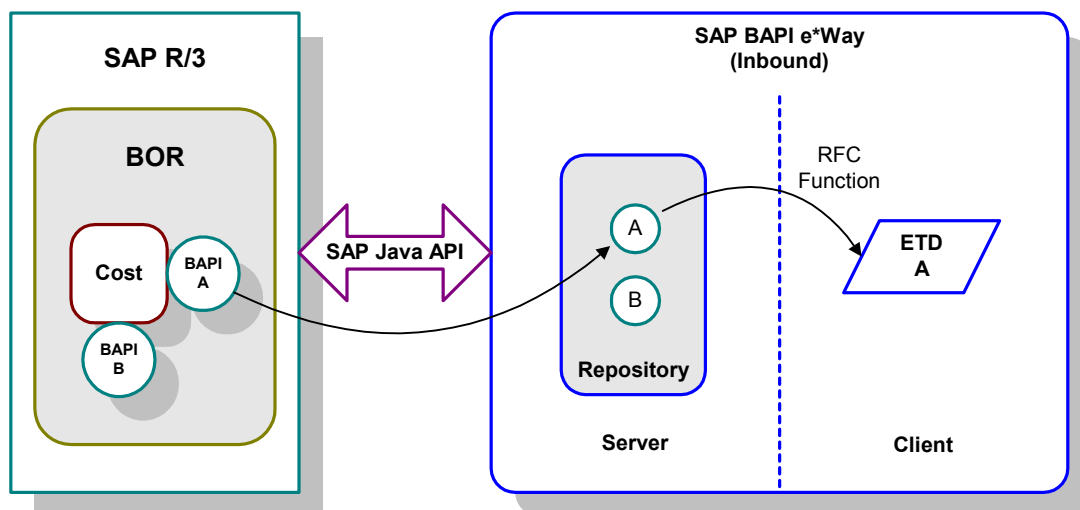 SAP R/3
BOR
Cost
BAPI
A
BAPI
B
SAP Java API
SAP BAPI e*Way
(Inbound)
A
B
Repository
Server
RFC
Function
ETD
A
Client